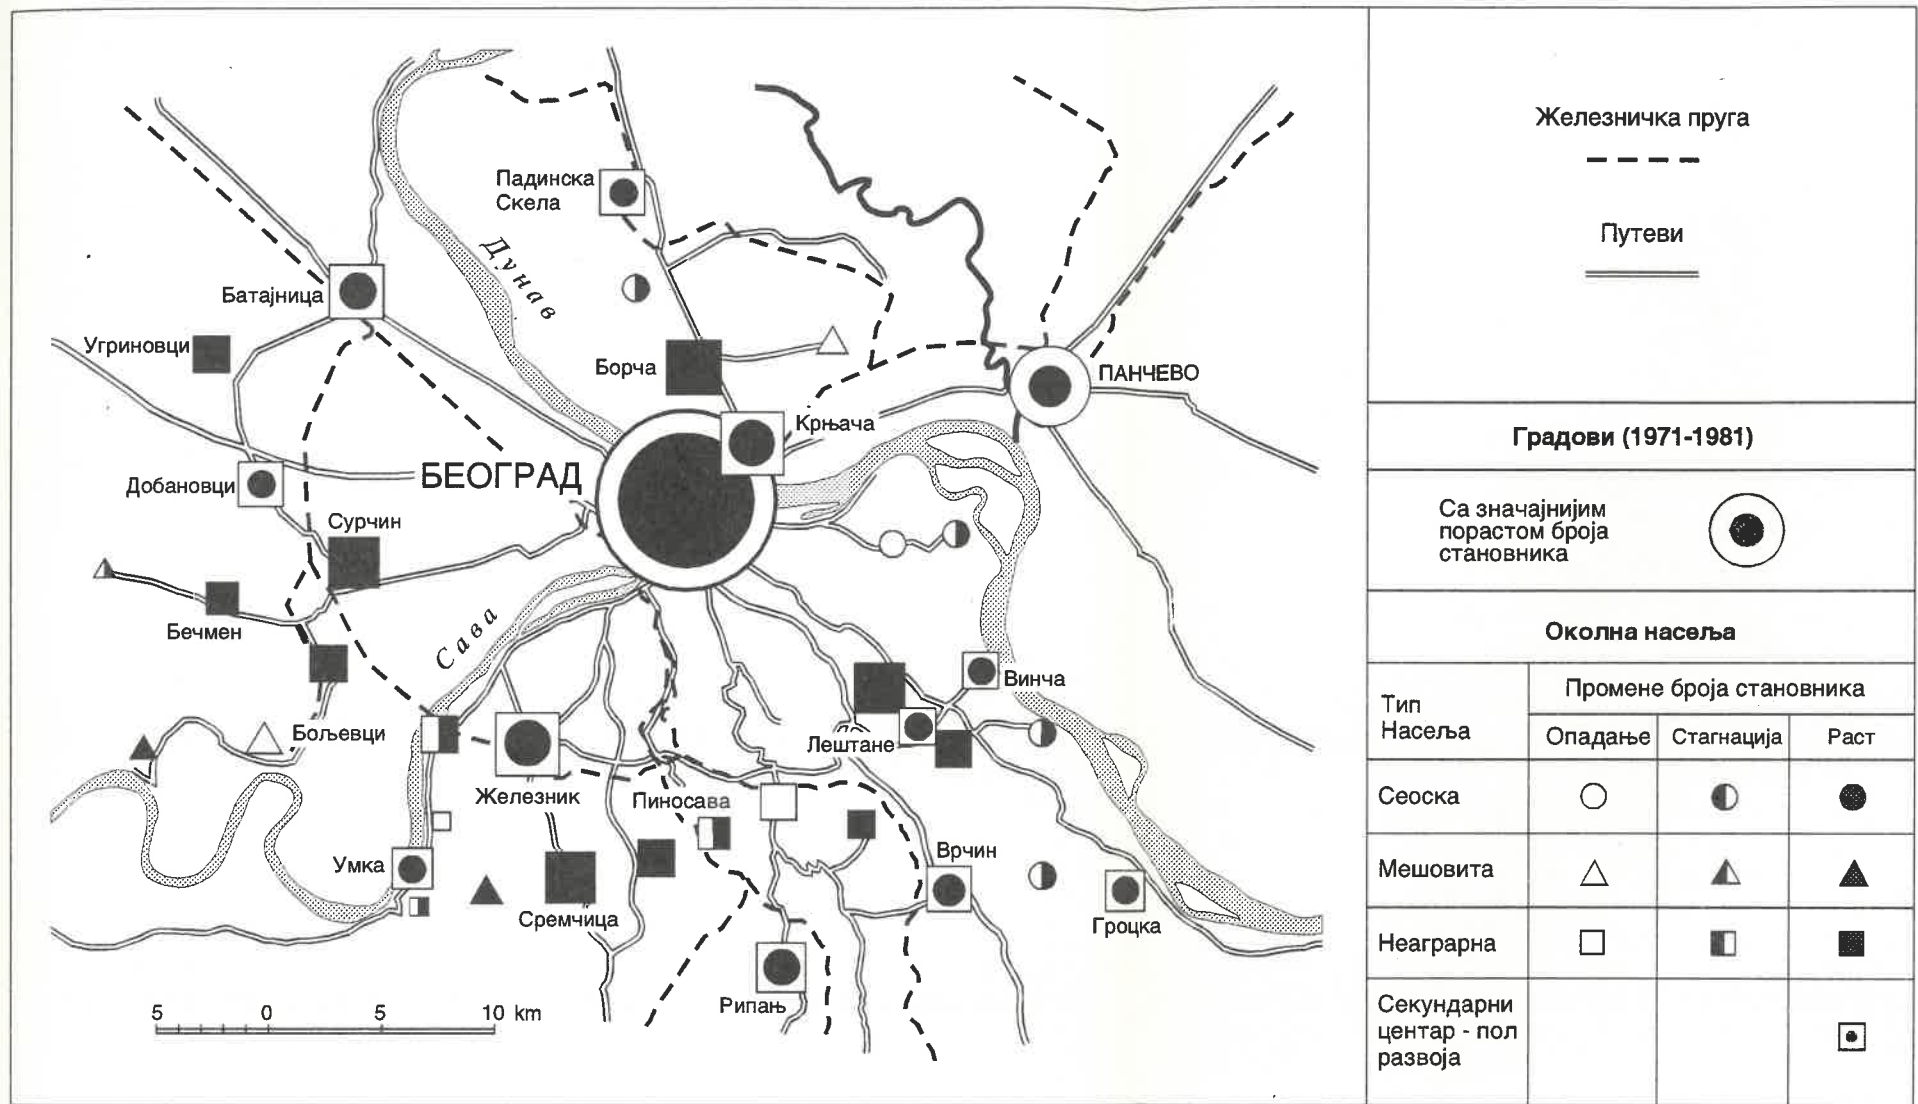 Падинска
Скела
Дунав
Батајница
Угриновци
Борча
ПАНЧЕВО
Крњача
БЕОГРАД
Добановци
Сурчин
Бечмен
Сава
Винча
Бољевци
Лештане
Железник
Пиносава
Умка
Врчин
Сремчица
Гроцка
Рипањ
5 0 5 10 km
Железничка пруга
Путеви
Градови (1971-1981)
Са значајнијим
порастом броја
становника
Околна насеља
Тип
Насеља
Промене броја становника
Опадање Стагнација Раст
Сеоска
Мешовита
Неаграрна
Секундарни
центар - пол
развоја